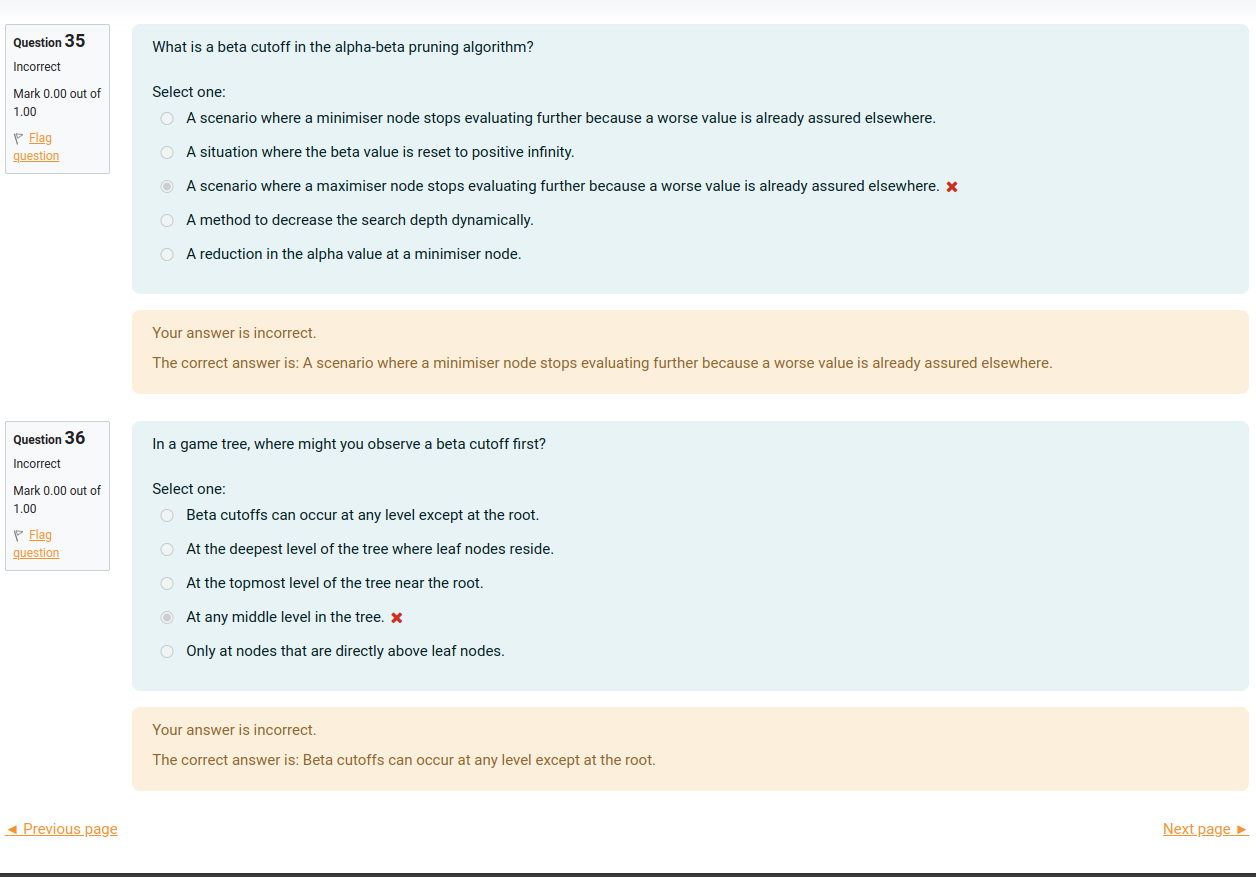 Question 35
Incorrect
Mark 0.00 out of
1.00
Flag
question
What is a beta cutoff in the alpha-beta pruning algorithm?
Select one:
A scenario where a minimiser node stops evaluating further because a worse value is already assured elsewhere.
A situation where the beta value is reset to positive infinity.
A scenario where a maximiser node stops evaluating further because a worse value is already assured elsewhere.
A method to decrease the search depth dynamically.
A reduction in the alpha value at a minimiser node.
Your answer is incorrect.
The correct answer is: A scenario where a minimiser node stops evaluating further because a worse value is already assured elsewhere.
Question 36
Incorrect
Mark 0.00 out of
1.00
Flag
question
In a game tree, where might you observe a beta cutoff first?
Select one:
Beta cutoffs can occur at any level except at the root.
At the deepest level of the tree where leaf nodes reside.
At the topmost level of the tree near the root.
At any middle level in the tree.
Only at nodes that are directly above leaf nodes.
Your answer is incorrect.
The correct answer is: Beta cutoffs can occur at any level except at the root.
◄ Previous page
Next page ►